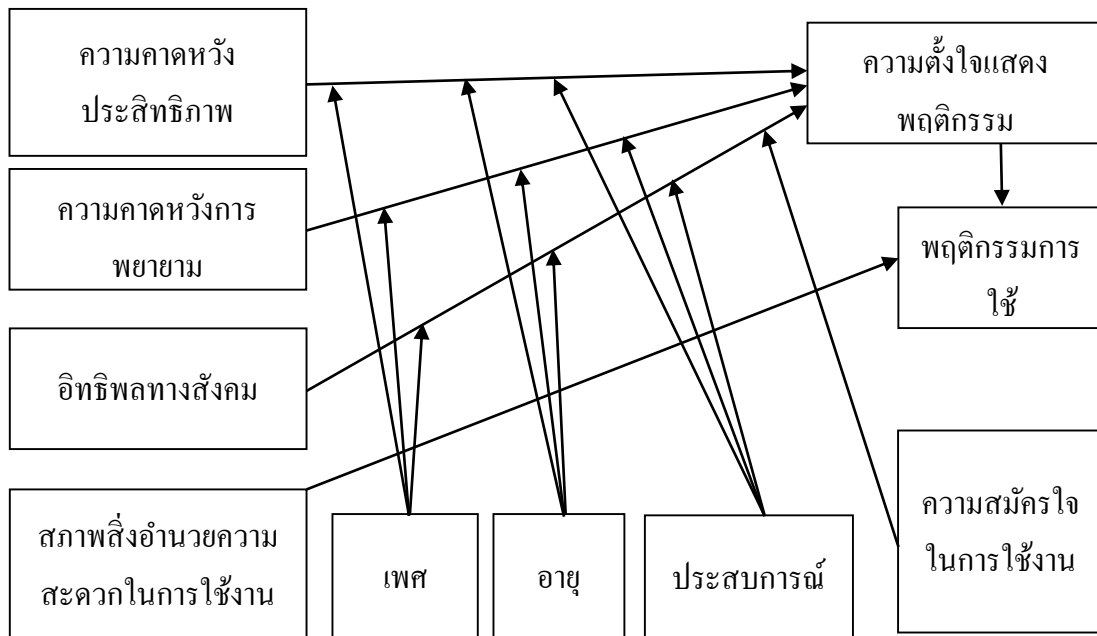 ความคาดหวัง
ประสิทธิภาพ
ความตั้งใจแสดง
พฤติกรรม
ความคาดหวังการ
พยายาม
พฤติกรรมการ
ใช้
อิทธิพลทางสังคม
สภาพสิ่งอำนวยความ
สะดวกในการใช้งาน
เพศ
อายุ
ประสบการณ์
ความสมัครใจ
ในการใช้งาน